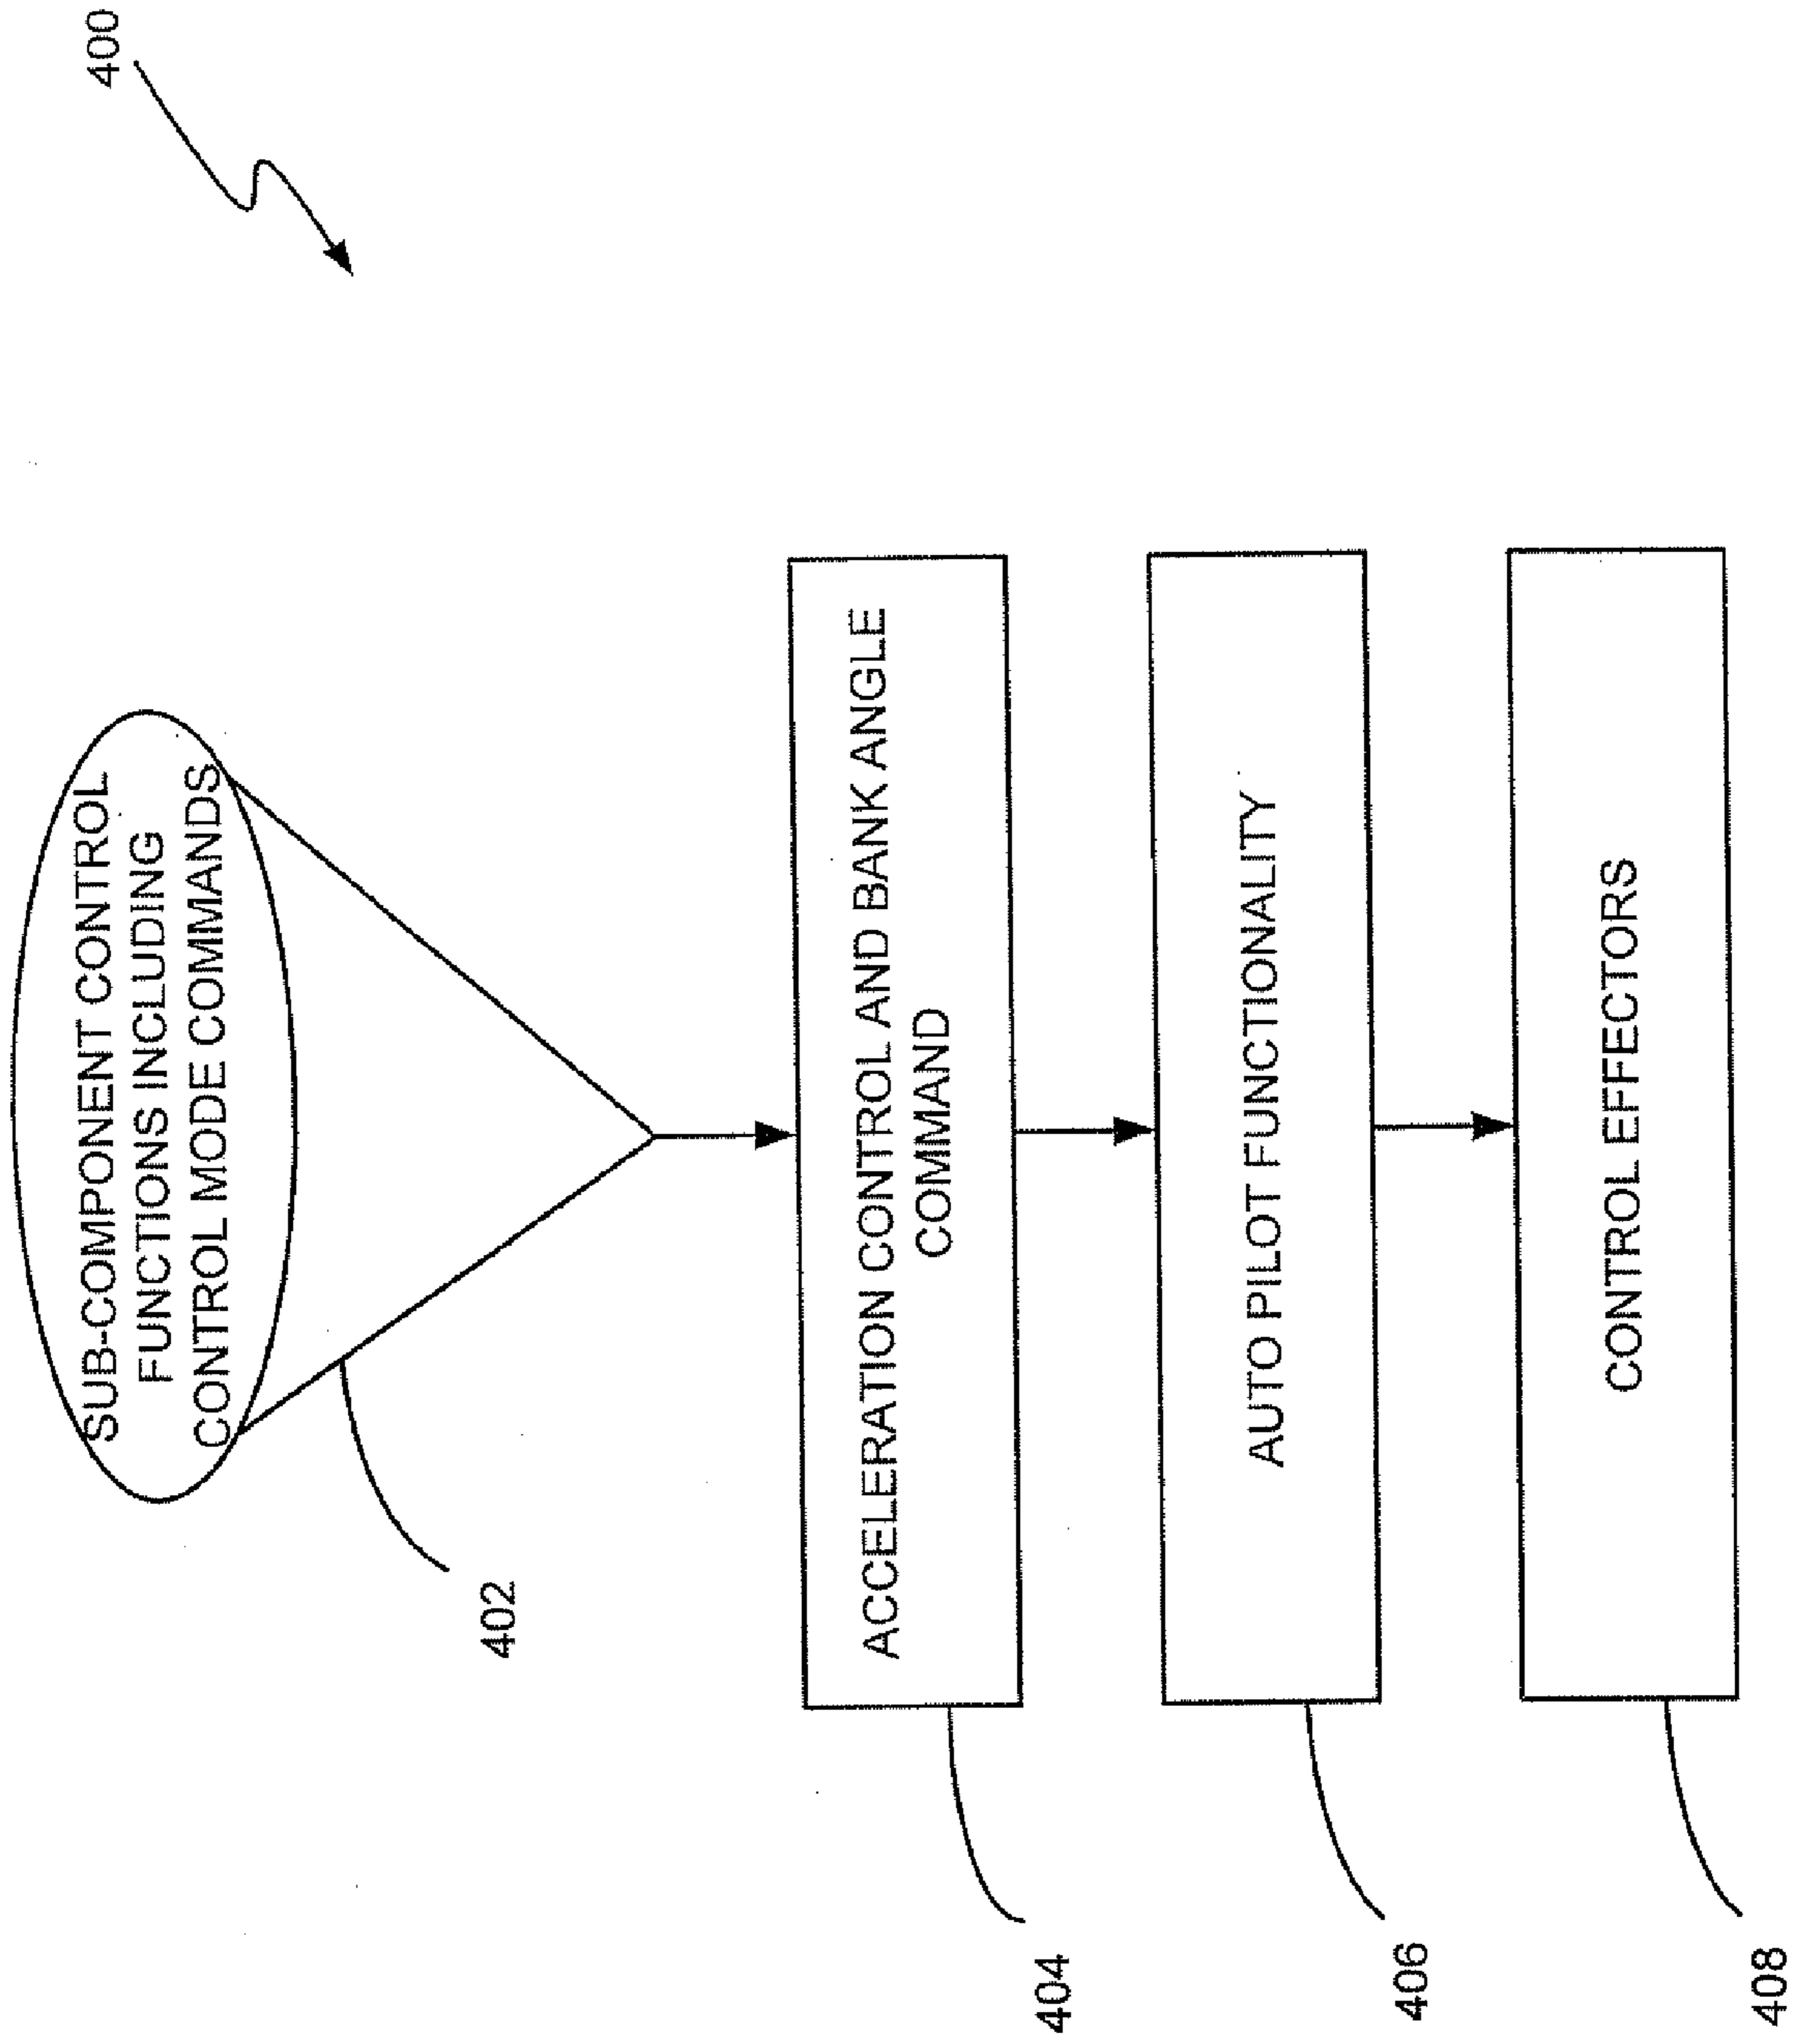 400
SUB-COMPONENT CONTROL
FUNCTIONS INCLUDING
CONTROL MODE COMMANDS
402
ACCELERATION CONTROL AND BANK ANGLE
COMMAND
404
AUTO PILOT FUNCTIONALITY
406
CONTROL EFFECTORS
408